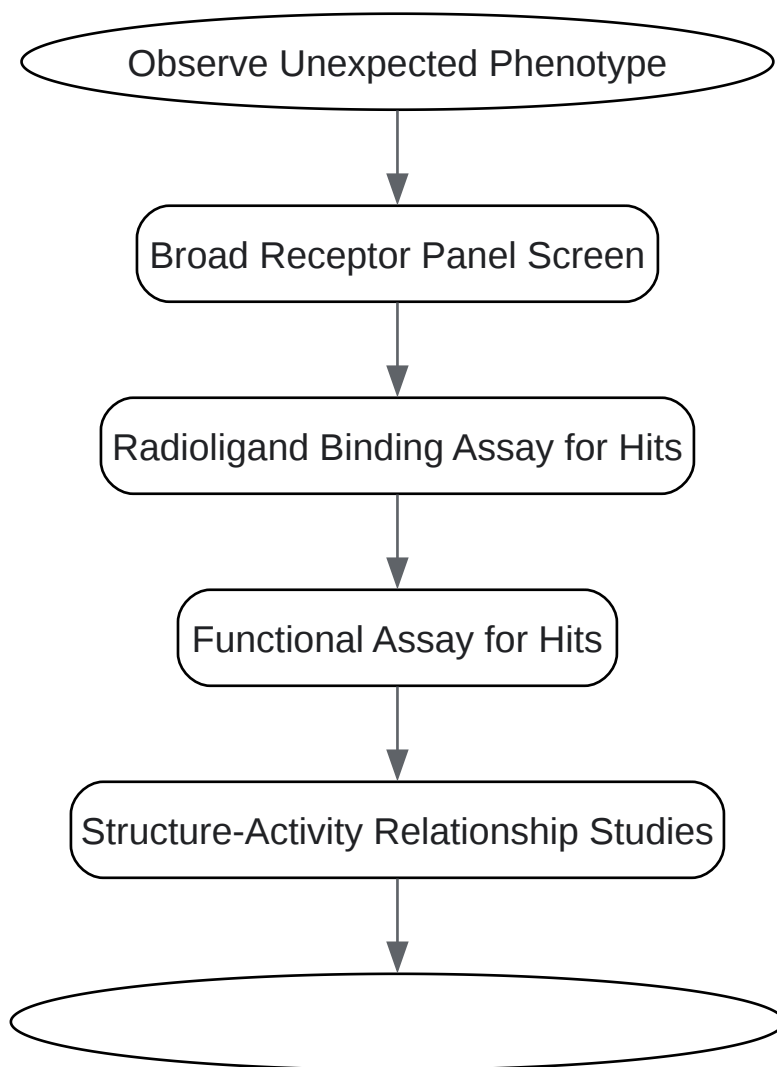 Observe Unexpected Phenotype
Broad Receptor Panel Screen
Radioligand Binding Assay for Hits
Functional Assay for Hits
Structure-Activity Relationship Studies